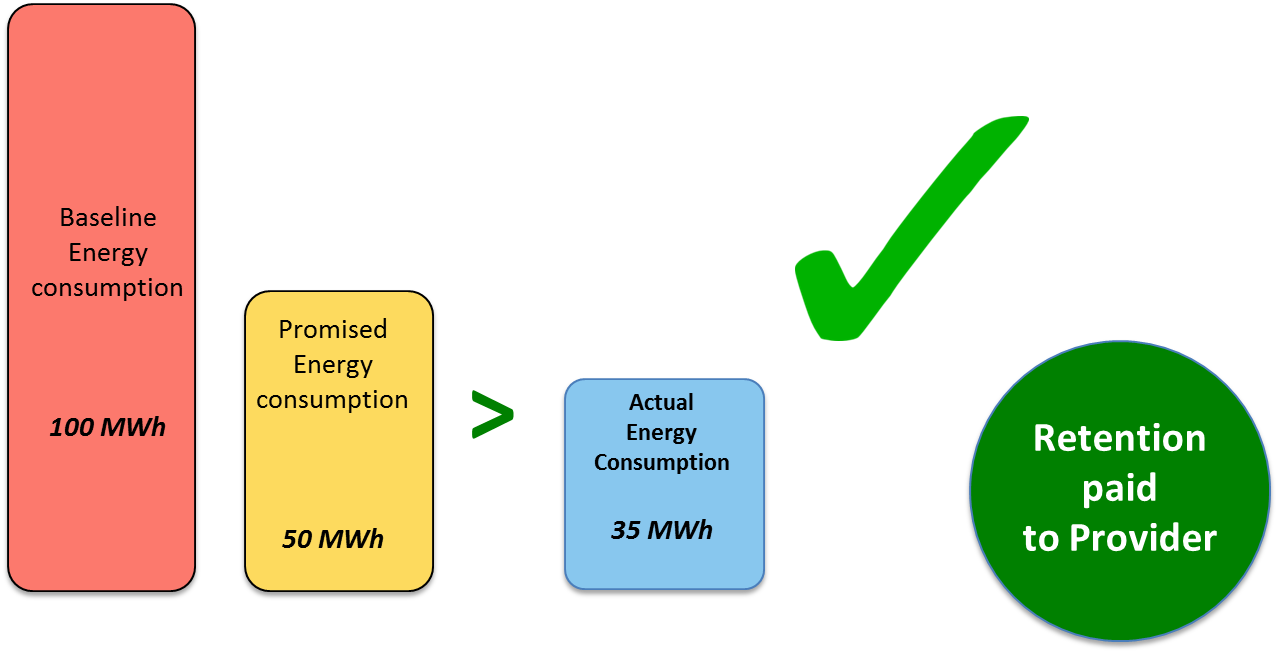 Baseline
Energy
consumption
100 MWh
Promised
Energy
consumption
50 MWh
>
Actual
Energy
Consumption
35 MWh
Retention
paid
to Provider